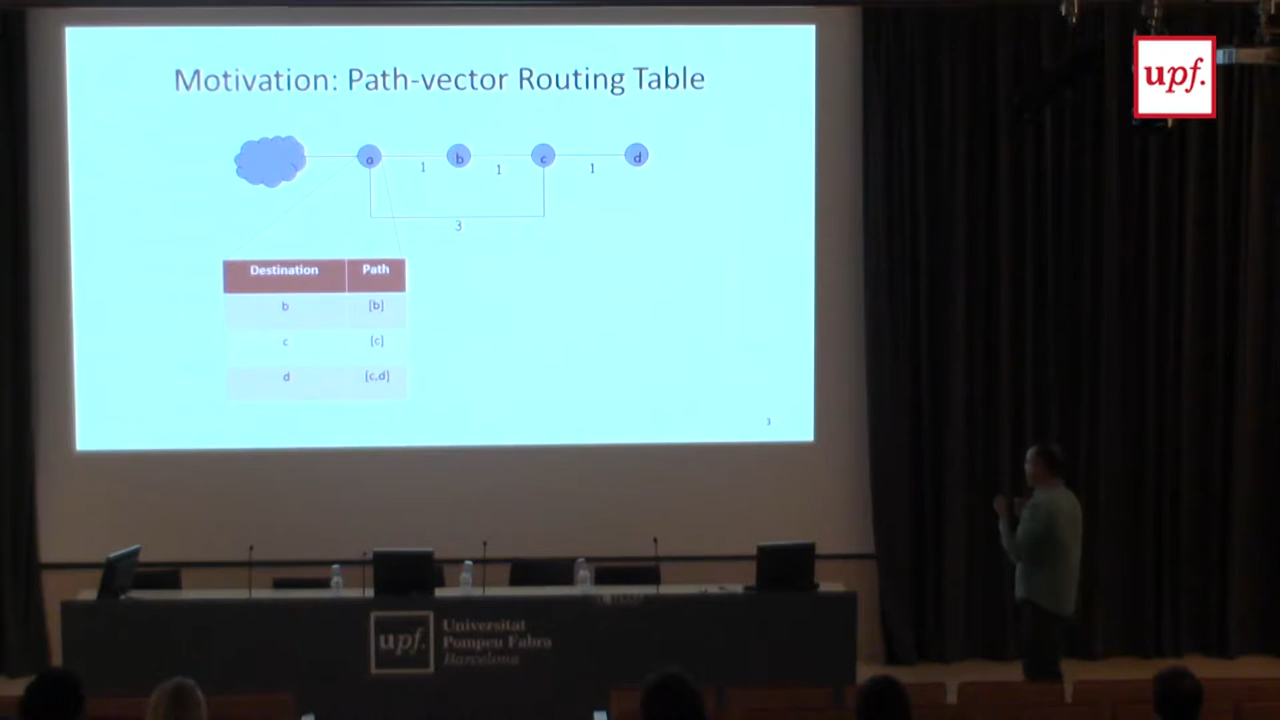 Motivation: Path-vector Routing Table
a
b
c
d
1
1
1
3
Destination Path
b [b]
c [c]
d [c,d]
3
upf.
upf.
Universitat
Pompeu Fabra
Barcelona